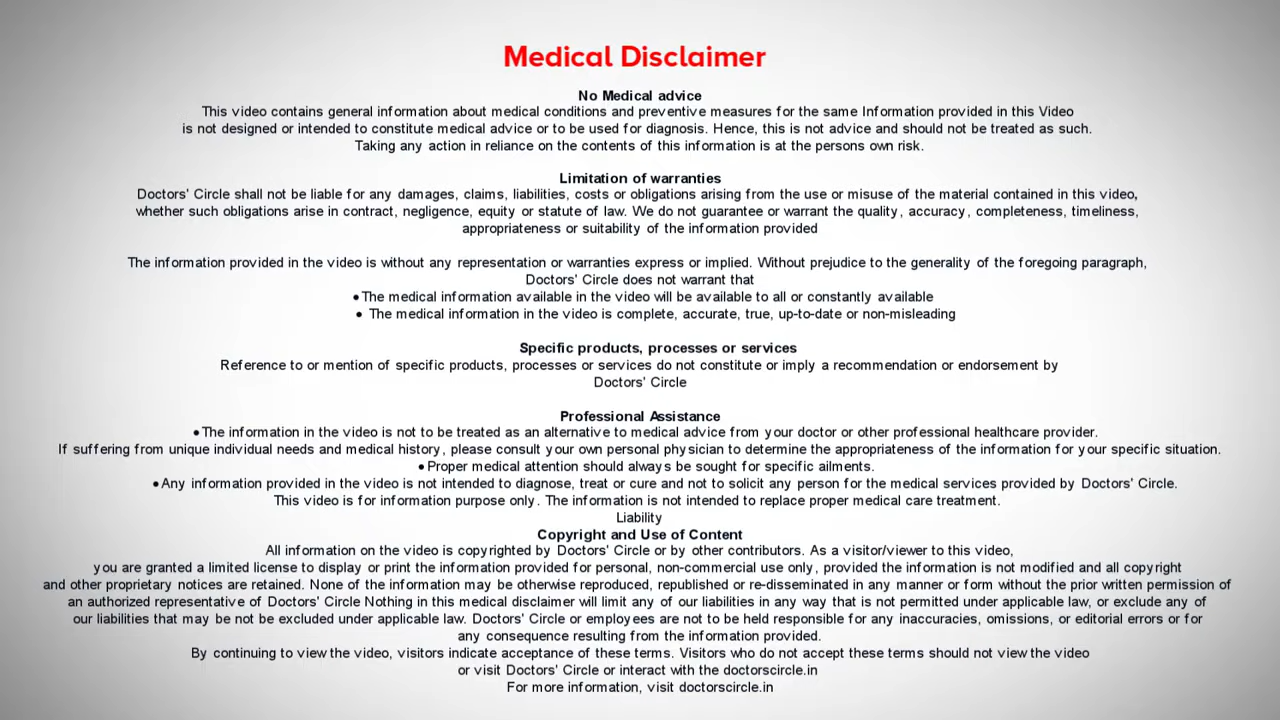 Medical Disclaimer
No Medical advice
This video contains general information about medical conditions and preventive measures for the same Information provided in this Video
is not designed or intended to constitute medical advice or to be used for diagnosis. Hence, this is not advice and should not be treated as such.
Taking any action in reliance on the contents of this information is at the persons own risk.
Limitation of warranties
Doctors' Circle shall not be liable for any damages, claims, liabilities, costs or obligations arising from the use or misuse of the material contained in this video,
whether such obligations arise in contract, negligence, equity or statute of law. We do not guarantee or warrant the quality, accuracy, completeness, timeliness,
appropriateness or suitability of the information provided
The information provided in the video is without any representation or warranties express or implied. Without prejudice to the generality of the foregoing paragraph,
Doctors' Circle does not warrant that
• The medical information available in the video will be available to all or constantly available
• The medical information in the video is complete, accurate, true, up-to-date or non-misleading
Specific products, processes or services
Reference to or mention of specific products, processes or services do not constitute or imply a recommendation or endorsement by
Doctors' Circle
Professional Assistance
• The information in the video is not to be treated as an alternative to medical advice from your doctor or other professional healthcare provider.
If suffering from unique individual needs and medical history, please consult your own personal physician to determine the appropriateness of the information for your specific situation.
• Proper medical attention should always be sought for specific ailments.
• Any information provided in the video is not intended to diagnose, treat or cure and not to solicit any person for the medical services provided by Doctors' Circle.
This video is for information purpose only. The information is not intended to replace proper medical care treatment.
Liability
Copyright and Use of Content
All information on the video is copyrighted by Doctors' Circle or by other contributors. As a visitor/viewer to this video,
you are granted a limited license to display or print the information provided for personal, non-commercial use only, provided the information is not modified and all copyright
and other proprietary notices are retained. None of the information may be otherwise reproduced, republished or re-disseminated in any manner or form without the prior written permission of
an authorized representative of Doctors' Circle Nothing in this medical disclaimer will limit any of our liabilities in any way that is not permitted under applicable law, or exclude any of
our liabilities that may be not be excluded under applicable law. Doctors' Circle or employees are not to be held responsible for any inaccuracies, omissions, or editorial errors or for
any consequence resulting from the information provided.
By continuing to view the video, visitors indicate acceptance of these terms. Visitors who do not accept these terms should not view the video
or visit Doctors' Circle or interact with the doctorscircle.in
For more information, visit doctorscircle.in